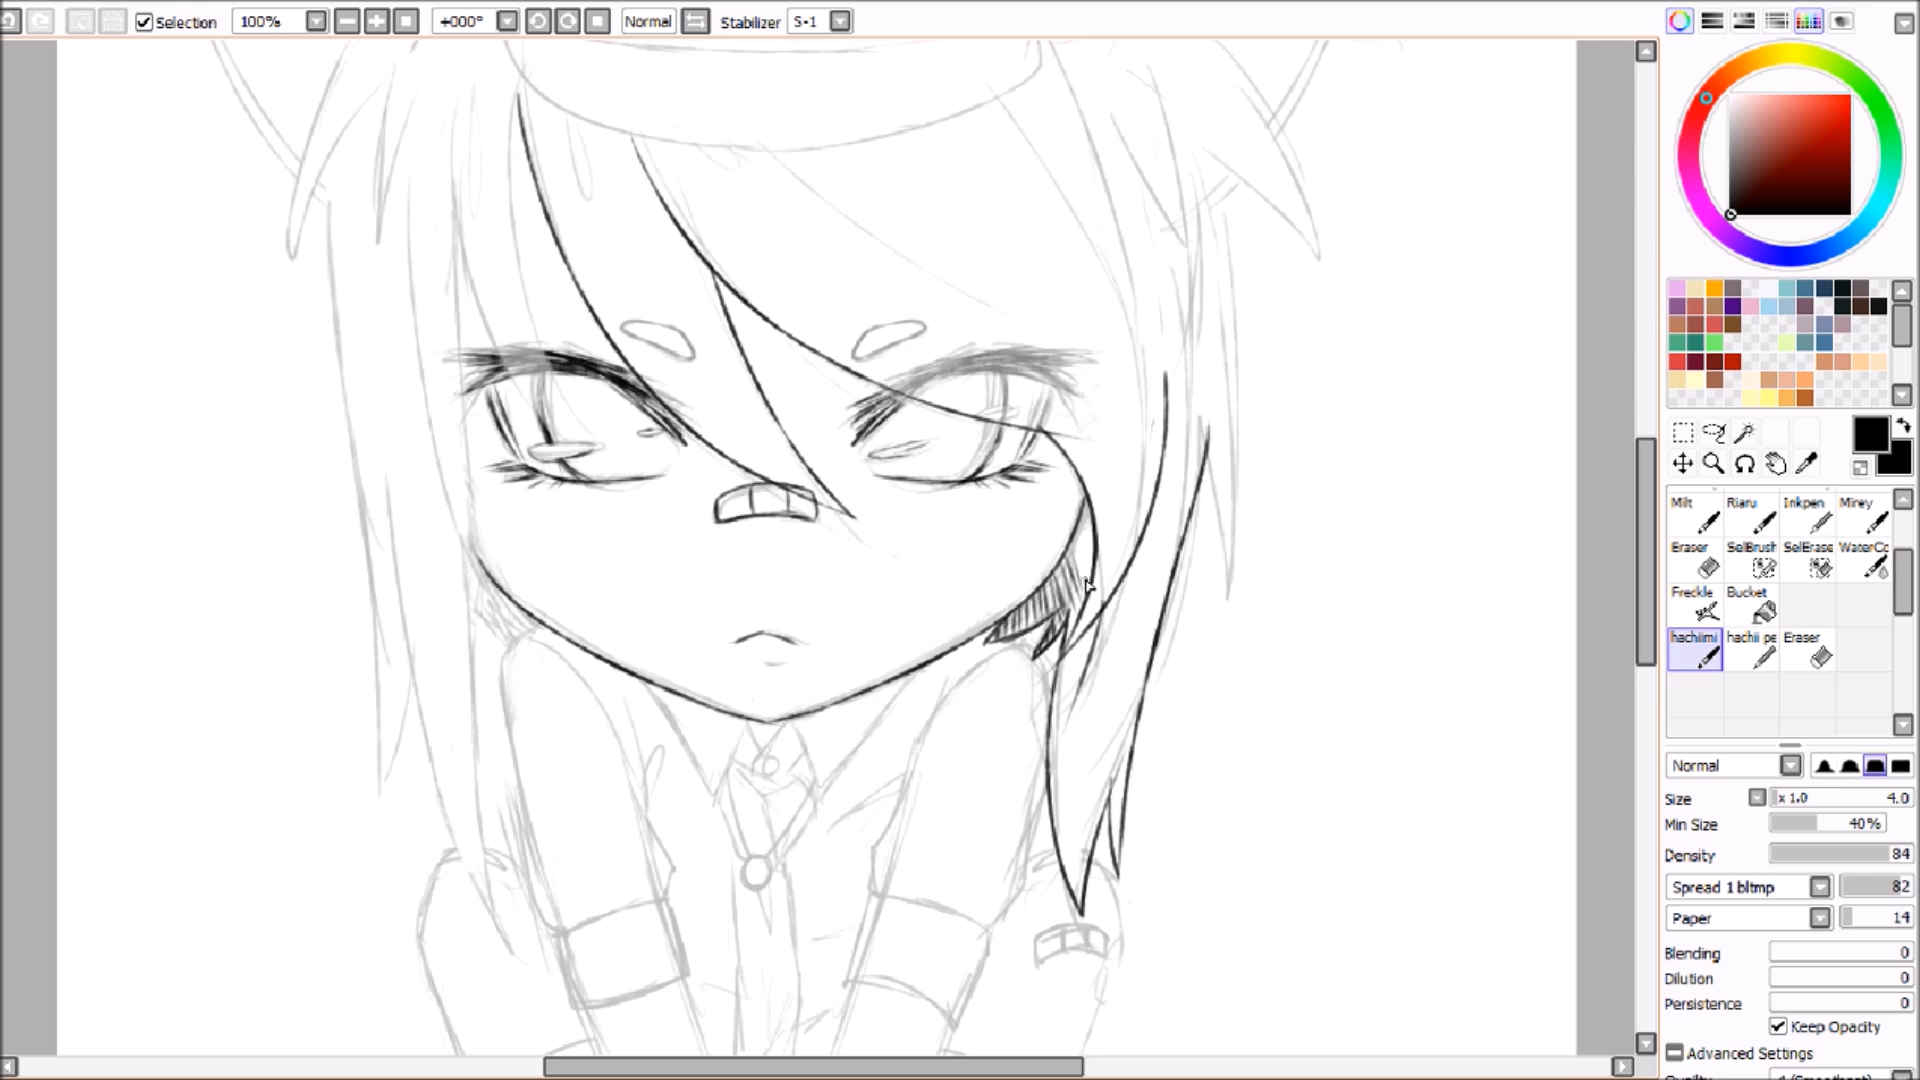 Selection 100% +000° Normal Stabilizer S-1
Milt Riaru Inkpen Mirey
Eraser SelBrush SelErase WaterCo
Freckle Bucket
hachiimi hachii pe Eraser
Normal
Size x 1.0 4.0
Min Size 40%
Density 84
Spread 1 bltmp 82
Paper 14
Blending 0
Dilution 0
Persistence 0
Keep Opacity
Advanced Settings